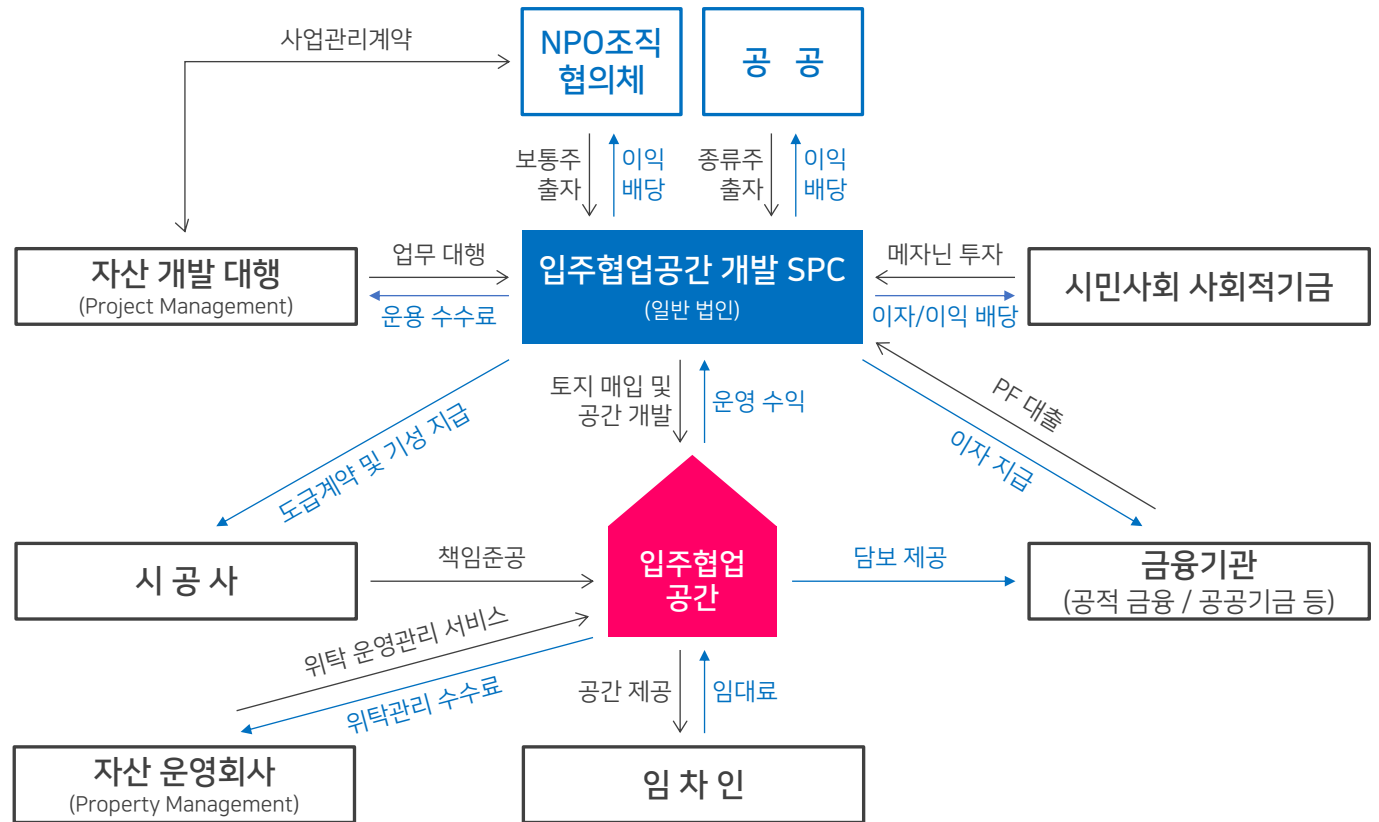 사업관리계약
NPO조직
협의체
공 공
보통주
출자
이익
배당
종류주
출자
이익
배당
자산 개발 대행
(Project Management)
업무 대행
운용 수수료
입주협업공간 개발 SPC
(일반 법인)
메자닌 투자
이자/이익 배당
시민사회 사회적기금
도급계약 및 기성 지급
토지 매입 및
공간 개발
운영 수익
PF 대출
이자 지급
시 공 사
책임준공
입주협업
공간
담보 제공
금융기관
(공적 금융 / 공공기금 등)
위탁 운영관리 서비스
위탁관리 수수료
공간 제공
임대료
자산 운영회사
(Property Management)
임 차 인